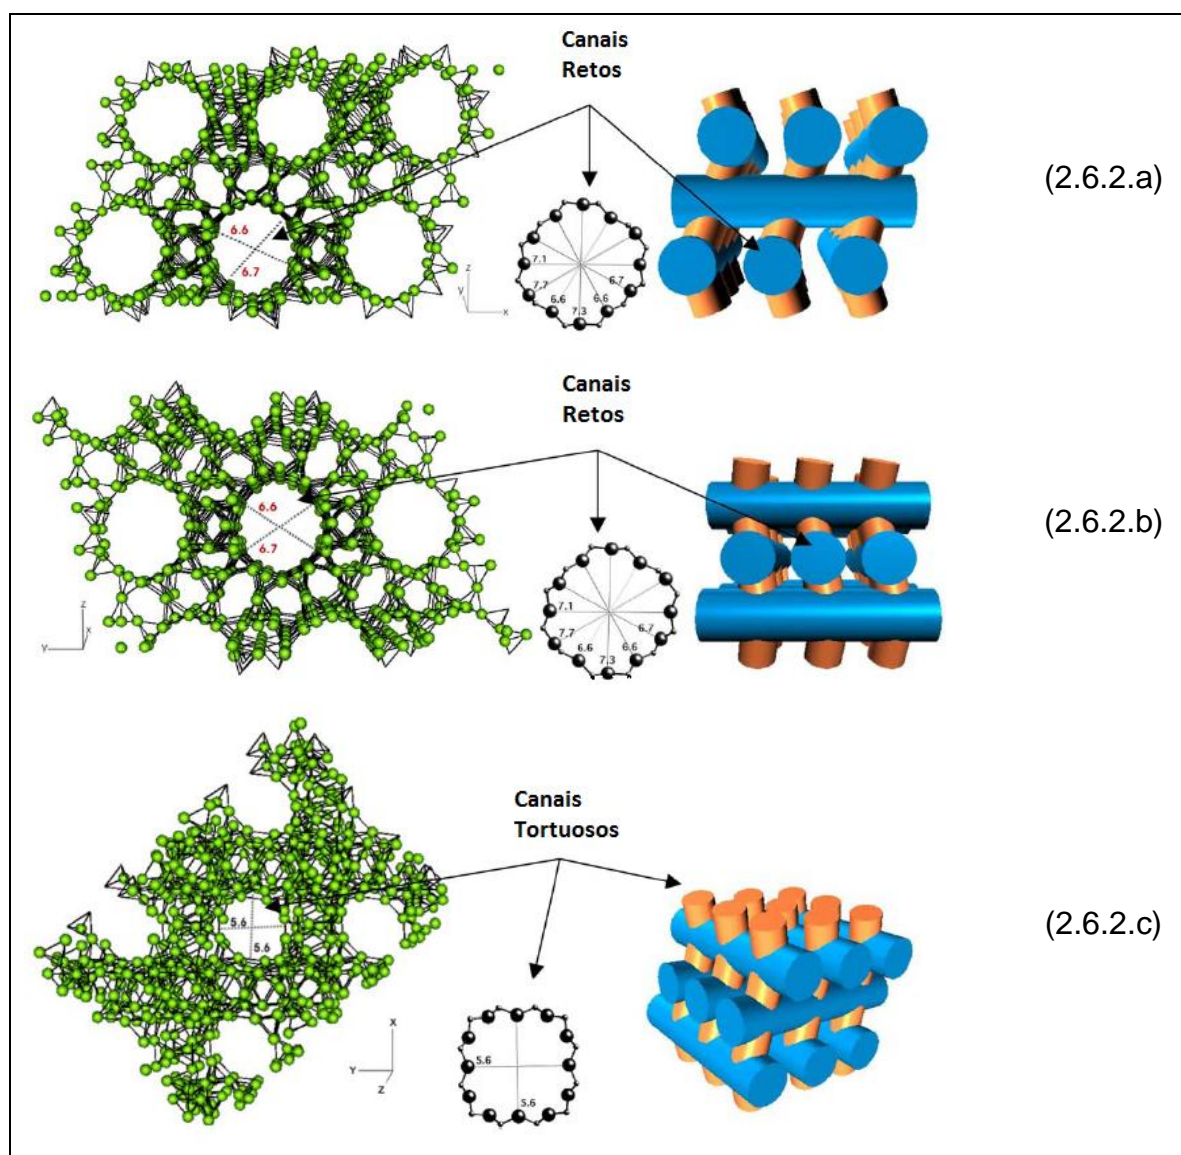 Canais
Retos
(2.6.2.a)
6.6
6.7
z
y
x
7.1
7.7
6.6
7.3
6.6
6.7
Canais
Retos
(2.6.2.b)
6.6
6.7
Z
X
Y
7.1
7.7
6.6
7.3
6.6
6.7
Canais
Tortuosos
(2.6.2.c)
5.6
5.6
X
Y
Z
5.6
5.6